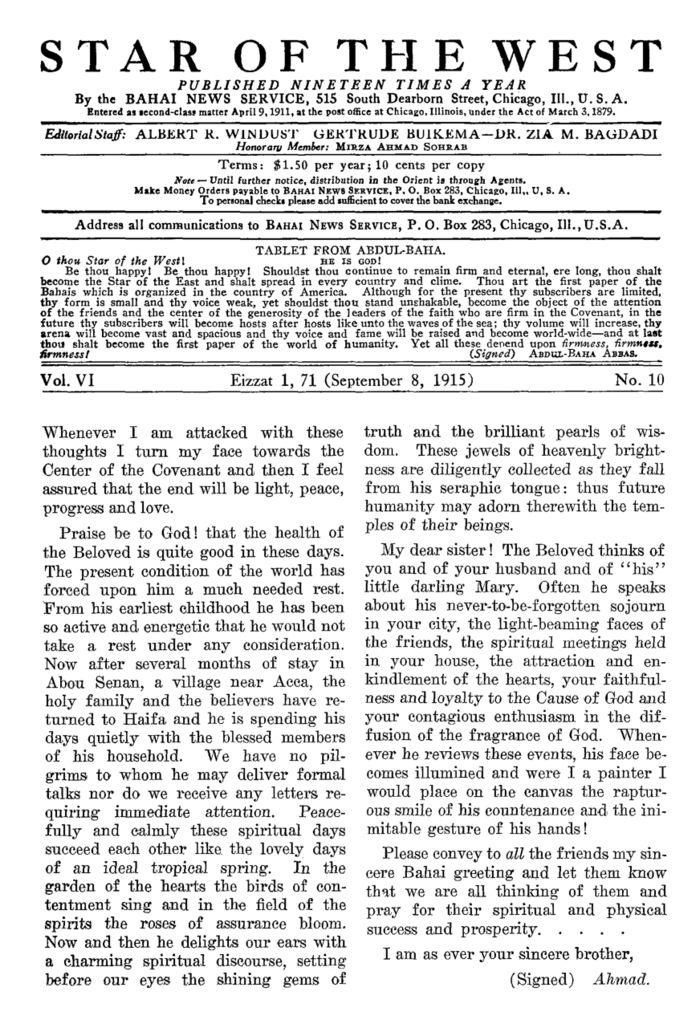 STAR OF THE WEST
PUBLISHED NINETEEN TIMES A YEAR
By the BAHAI NEWS SERVICE, 515 South Dearborn Street, Chicago, Ill., U. S. A.
Entered as second-class matter April 9, 1911, at the post office at Chicago, Illinois, under the Act of March 3, 1879.
Editorial Staff: ALBERT R. WINDUST GERTRUDE BUIKEMA—DR. ZIA M. BAGDADI
Honorary Member: MIRZA AHMAD SOHRAB
Terms: $1.50 per year; 10 cents per copy
Note — Until further notice, distribution in the Orient is through Agents.
Make Money Orders payable to BAHAI NEWS SERVICE, P. O. Box 283, Chicago, Ill., U, S. A.
To personal checks please add sufficient to cover the bank exchange.
Address all communications to BAHAI NEWS SERVICE, P. O. Box 283, Chicago, Ill., U.S.A.
TABLET FROM ABDUL-BAHA.
O thou Star of the West! HE IS GOD!
Be thou happy! Be thou happy! Shouldst thou continue to remain firm and eternal, ere long, thou shalt
become the Star of the East and shalt spread in every country and clime. Thou art the first paper of the
Bahais which is organized in the country of America. Although for the present thy subscribers are limited,
thy form is small and thy voice weak, yet shouldst thou stand unshakable, become the object of the attention
of the friends and the center of the generosity of the leaders of the faith who are firm in the Covenant, in the
future thy subscribers will become hosts after hosts like unto the waves of the sea; thy volume will increase, thy
arena will become vast and spacious and thy voice and fame will be raised and become world-wide—and at last
thou shalt become the first paper of the world of humanity. Yet all these depend upon firmness, firmness,
firmness! (Signed) ABDUL-BAHA ABBAS.
Vol. VI Eizzat 1, 71 (September 8, 1915) No. 10
Whenever I am attacked with these
thoughts I turn my face towards the
Center of the Covenant and then I feel
assured that the end will be light, peace,
progress and love.
Praise be to God! that the health of
the Beloved is quite good in these days.
The present condition of the world has
forced upon him a much needed rest.
From his earliest childhood he has been
so active and energetic that he would not
take a rest under any consideration.
Now after several months of stay in
Abou Senan, a village near Acca, the
holy family and the believers have re-
turned to Haifa and he is spending his
days quietly with the blessed members
of his household. We have no pil-
grims to whom he may deliver formal
talks nor do we receive any letters re-
quiring immediate attention. Peace-
fully and calmly these spiritual days
succeed each other like the lovely days
of an ideal tropical spring. In the
garden of the hearts the birds of con-
tentment sing and in the field of the
spirits the roses of assurance bloom.
Now and then he delights our ears with
a charming spiritual discourse, setting
before our eyes the shining gems of
truth and the brilliant pearls of wis-
dom. These jewels of heavenly bright-
ness are diligently collected as they fall
from his seraphic tongue: thus future
humanity may adorn therewith the tem-
ples of their beings.
My dear sister! The Beloved thinks of
you and of your husband and of "his"
little darling Mary. Often he speaks
about his never-to-be-forgotten sojourn
in your city, the light-beaming faces of
the friends, the spiritual meetings held
in your house, the attraction and en-
kindlement of the hearts, your faithful-
ness and loyalty to the Cause of God and
your contagious enthusiasm in the dif-
fusion of the fragrance of God. When-
ever he reviews these events, his face be-
comes illumined and were I a painter I
would place on the canvas the raptur-
ous smile of his countenance and the ini-
mitable gesture of his hands!
Please convey to all the friends my sin-
cere Bahai greeting and let them know
that we are all thinking of them and
pray for their spiritual and physical
success and prosperity. . . . .
I am as ever your sincere brother,
(Signed) Ahmad.